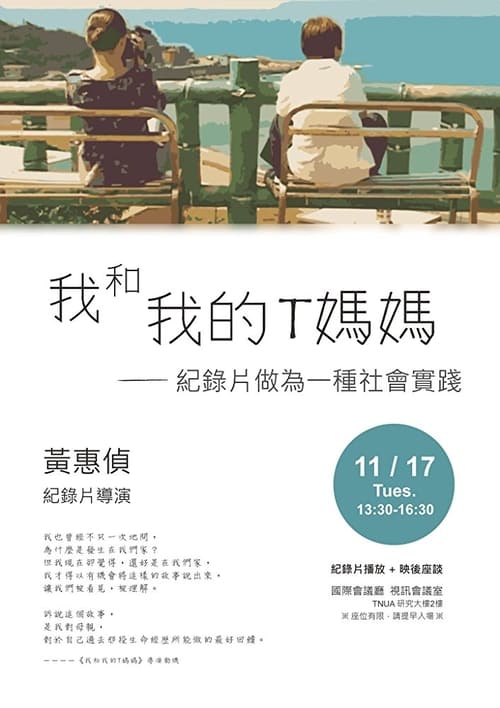 我和我的T媽媽
——紀錄片做為一種社會實踐
黃惠偵
紀錄片導演
我也曾經不只一次地問，
為什麼是發生在我們家？
但我現在卻覺得，還好是在我們家，
我才得以有機會將這樣的故事說出來，
讓我們被看見，被理解。
訴說這個故事，
是我對母親，
對於自己過去那段生命經歷所能做的最好回饋。
————《我和我的T媽媽》導演動機
11 / 17
Tues.
13:30-16:30
紀錄片播放 + 映後座談
國際會議廳 視訊會議室
TNUA 研究大樓2樓
※ 座位有限，請提早入場 ※